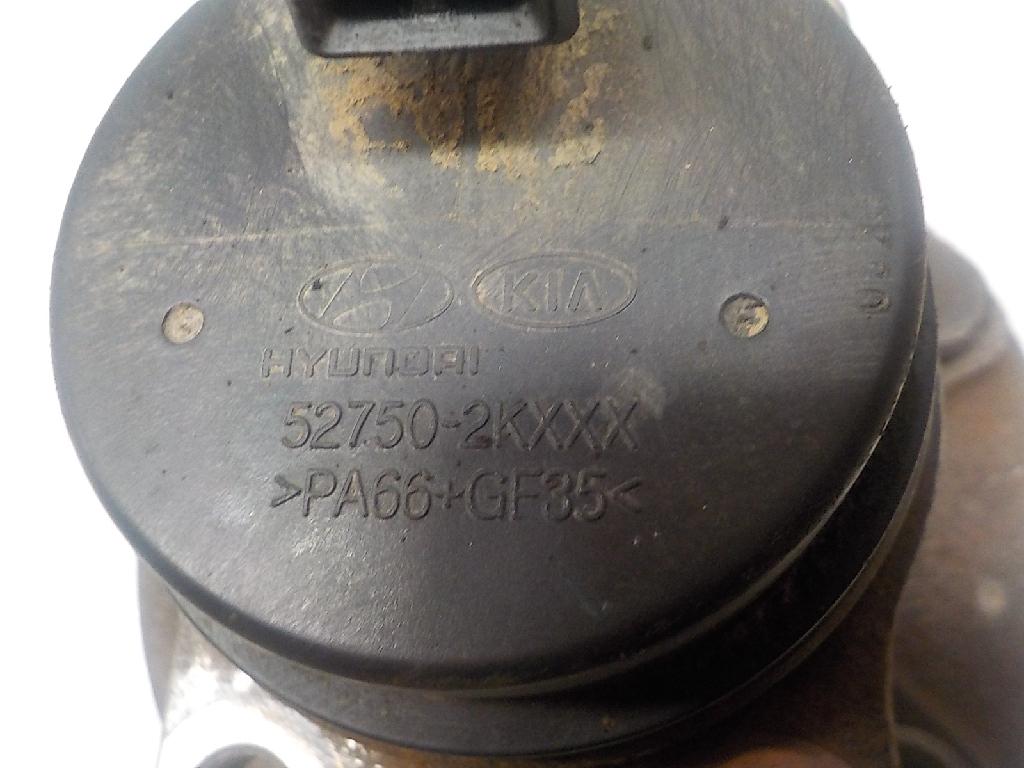 KIA
HYUNDAI
52750-2KXXX
>PA66+GF35<